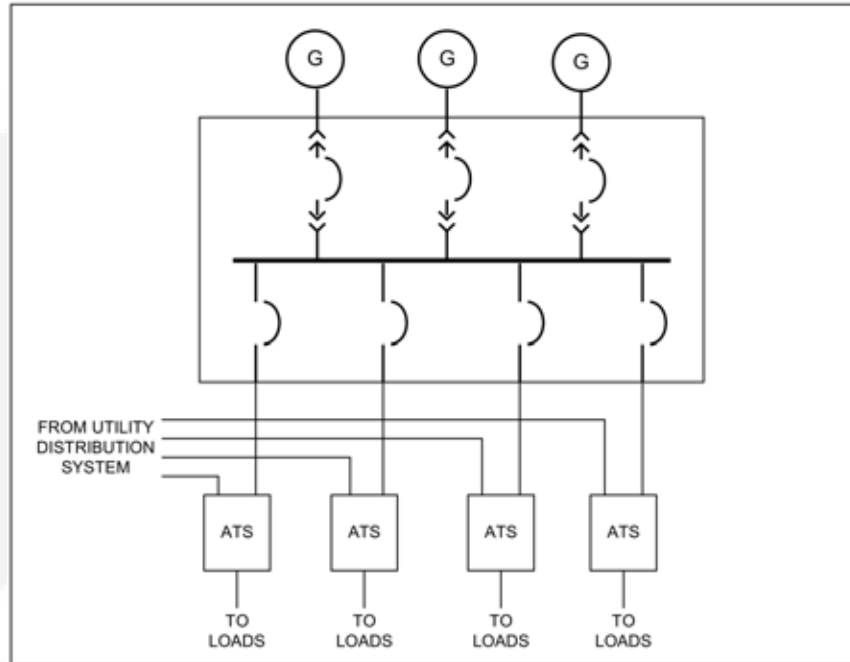 G
G
G
FROM UTILITY
DISTRIBUTION
SYSTEM
ATS
ATS
ATS
ATS
TO
LOADS
TO
LOADS
TO
LOADS
TO
LOADS